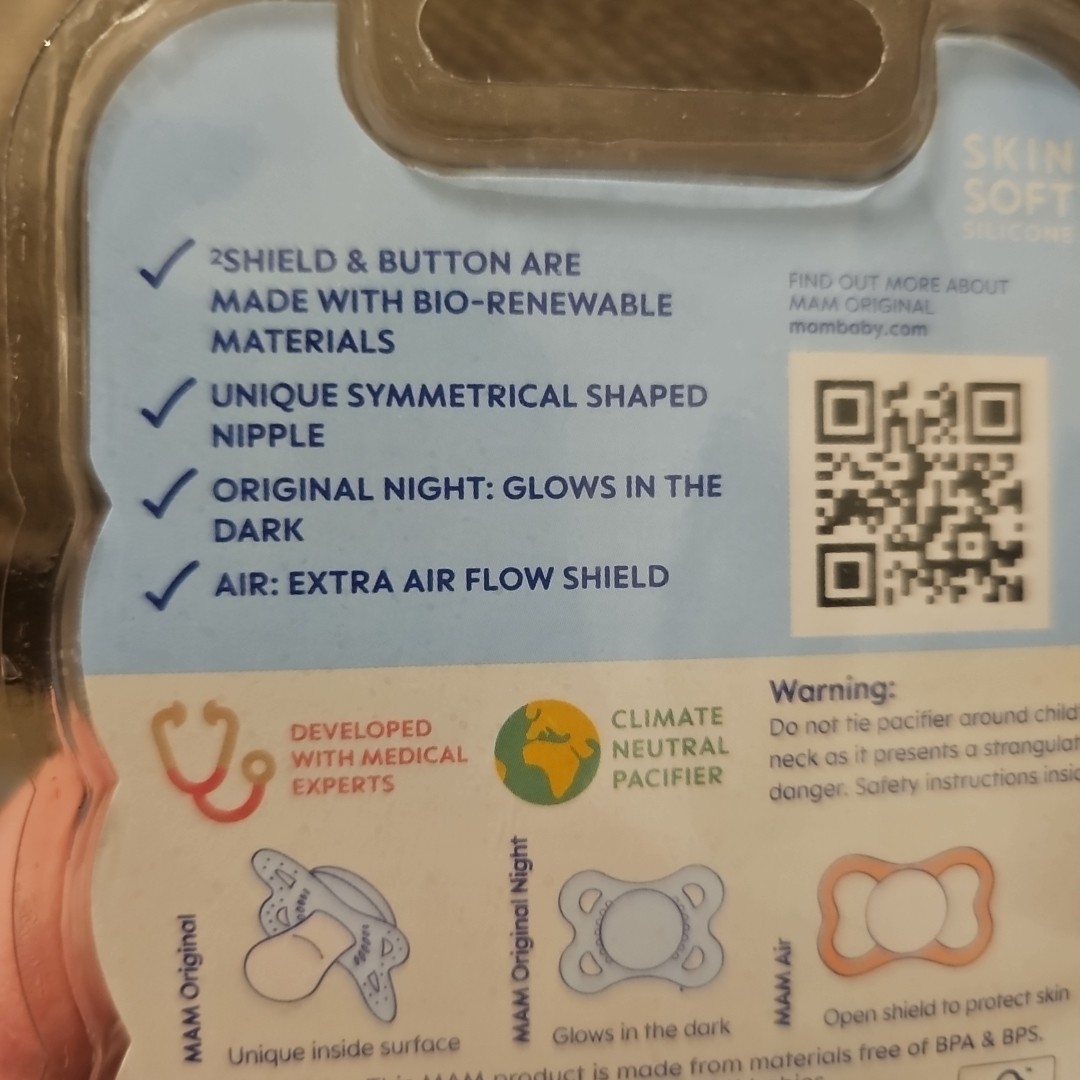 SKIN
SOFT
SILICONE
²SHIELD & BUTTON ARE
MADE WITH BIO-RENEWABLE
MATERIALS
UNIQUE SYMMETRICAL SHAPED
NIPPLE
ORIGINAL NIGHT: GLOWS IN THE
DARK
AIR: EXTRA AIR FLOW SHIELD
FIND OUT MORE ABOUT
MAM ORIGINAL
mambaby.com
DEVELOPED
WITH MEDICAL
EXPERTS
CLIMATE
NEUTRAL
PACIFIER
Warning:
Do not tie pacifier around child
neck as it presents a strangulat
danger. Safety instructions insid
MAM Original
Unique inside surface
MAM Original Night
Glows in the dark
MAM Air
Open shield to protect skin
This MAM product is made from materials free of BPA & BPS.